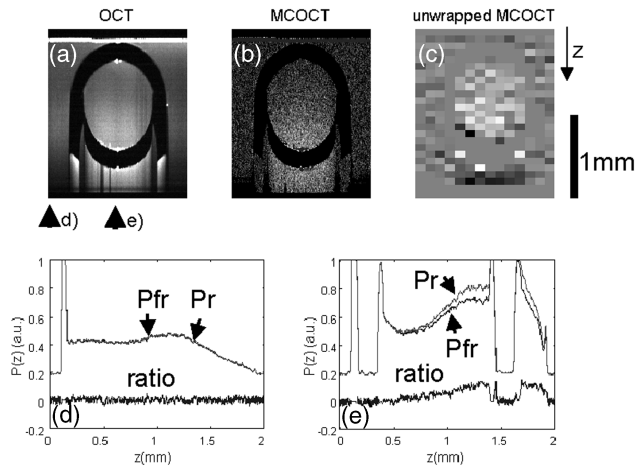 OCT MCOCT unwrapped MCOCT
(a) (b) (c) z
1mm
d) e)
1 1
0.8 0.8 Pr
0.6 Pfr Pr 0.6
P(z) (a.u.) 0.4 P(z) (a.u.) 0.4 Pfr
0.2 ratio 0.2 ratio
0 0
-0.2 (d) -0.2 (e)
0 0.5 1 1.5 2 0 0.5 1 1.5 2
z(mm) z(mm)